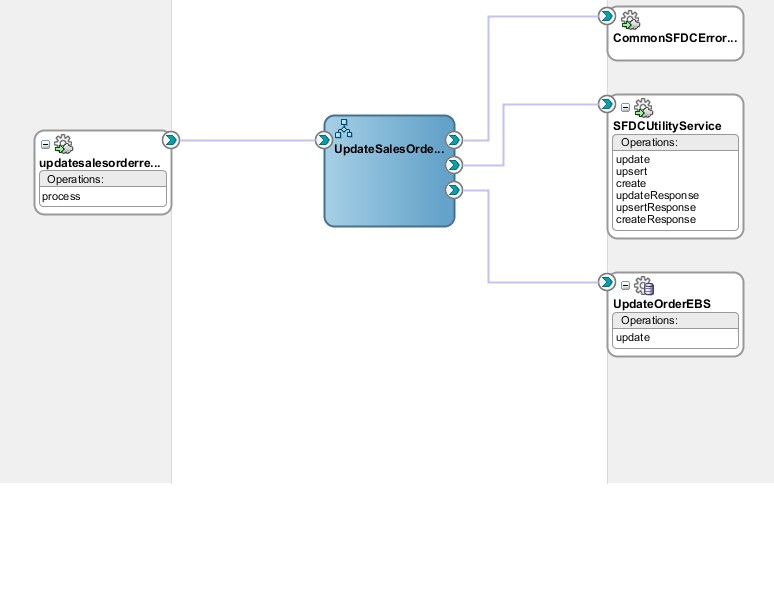 CommonSFDCError...
SFDCUtilityService
Operations:
update
upsert
create
updateResponse
upsertResponse
createResponse
updatesalesorderre...
Operations:
process
UpdateSalesOrde...
UpdateOrderEBS
Operations:
update